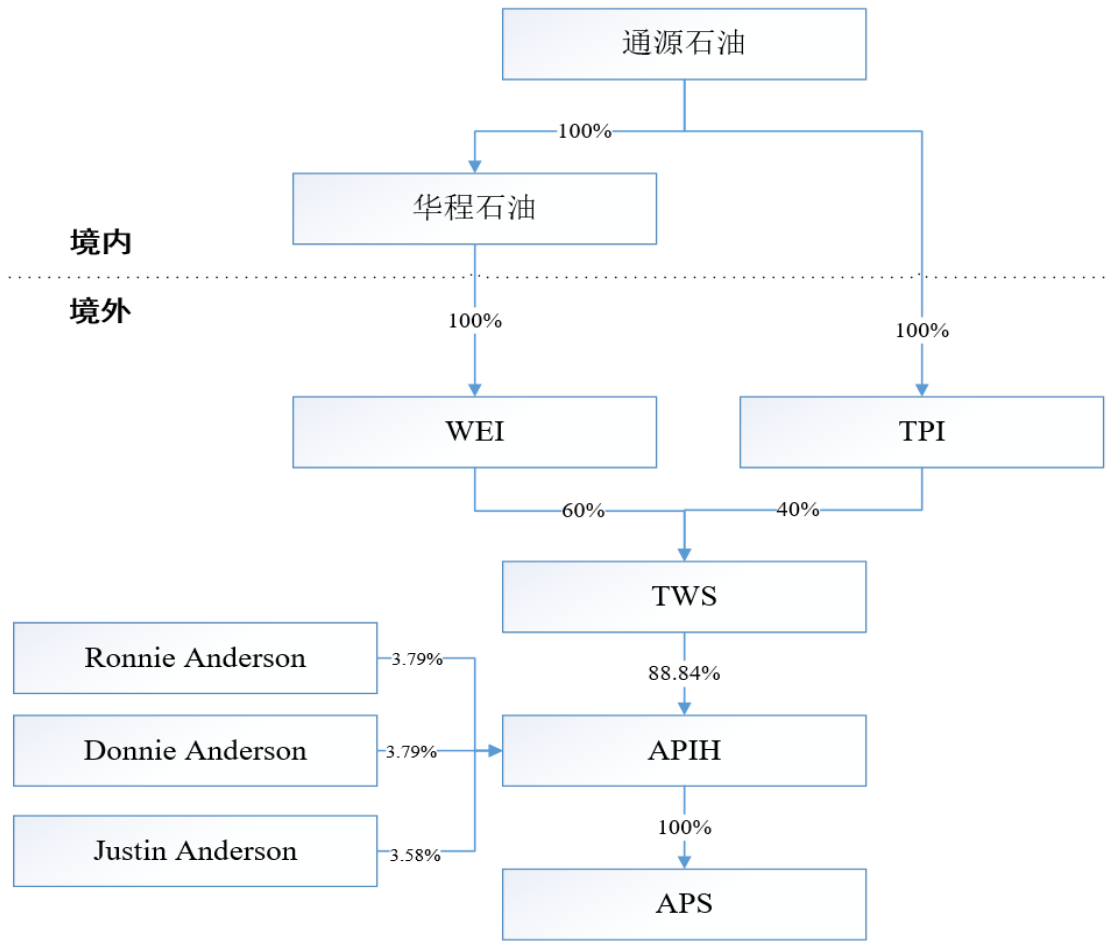 通源石油
100%
华程石油
境内
境外
100%
100%
WEI
TPI
60%
40%
TWS
Ronnie Anderson
3.79%
88.84%
Donnie Anderson
3.79%
APIH
100%
Justin Anderson
3.58%
APS